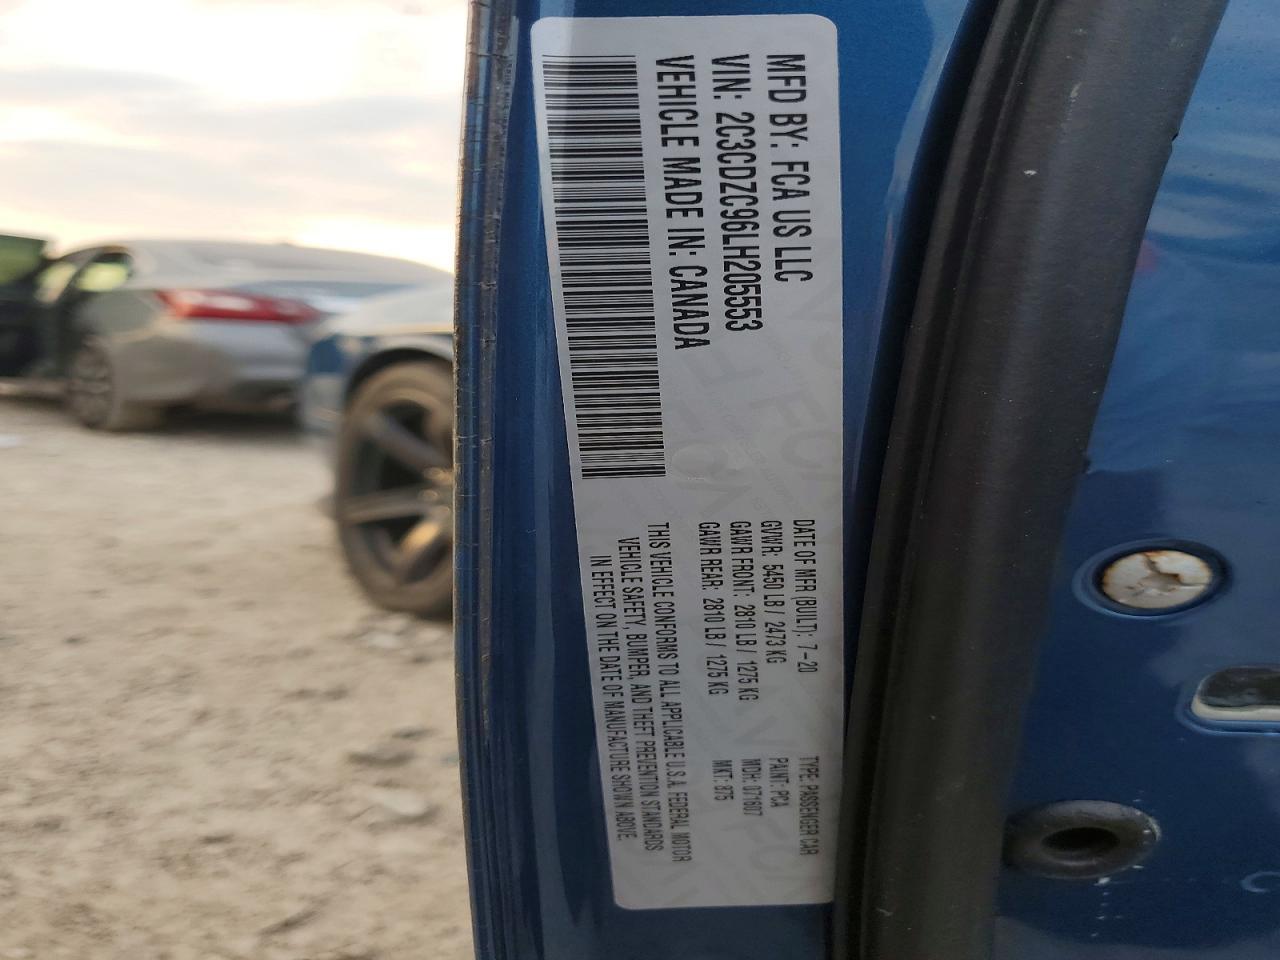 MFD BY: FCA US LLC
VIN: 2C3CDZC96LH205553
VEHICLE MADE IN: CANADA
DATE OF MFR (BUILT): 7-20
GVWR: 5450 LB / 2473 KG
GAWR FRONT: 2810 LB / 1275 KG
GAWR REAR: 2810 LB / 1275 KG
TYPE: PASSENGER CAR
PAINT: PCA
MDH: 071607
MKT: 875
THIS VEHICLE CONFORMS TO ALL APPLICABLE U.S.A. FEDERAL MOTOR
VEHICLE SAFETY, BUMPER, AND THEFT PREVENTION STANDARDS
IN EFFECT ON THE DATE OF MANUFACTURE SHOWN ABOVE.